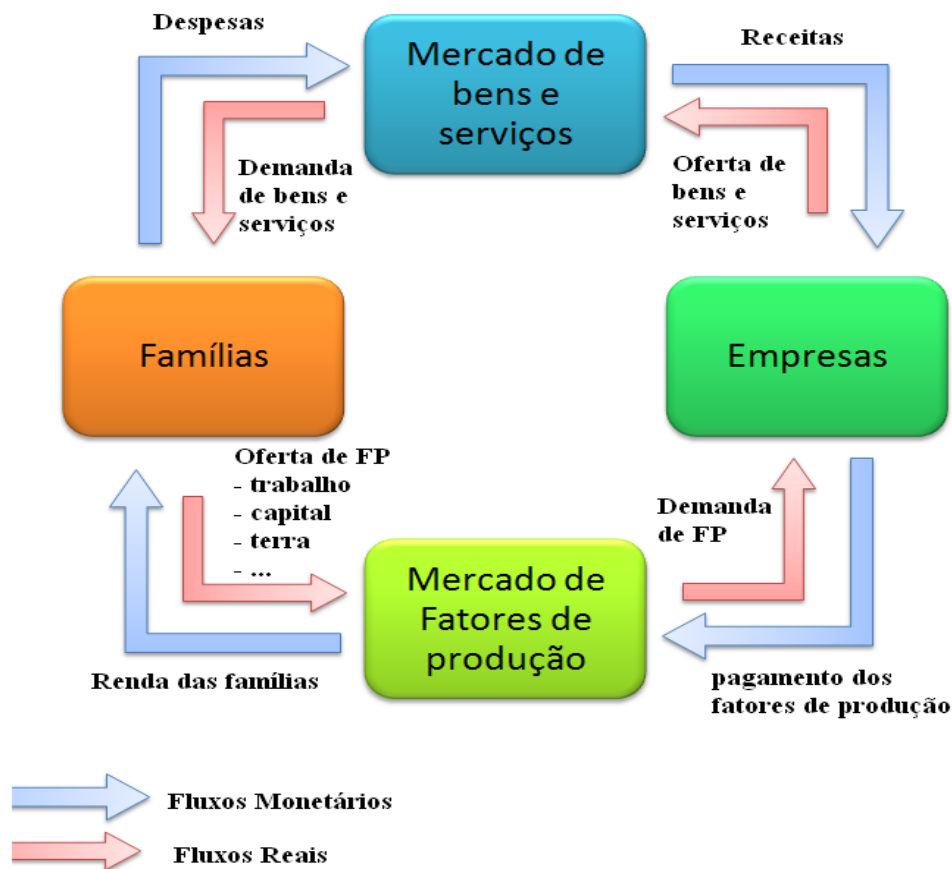 Despesas
Mercado de
bens e
serviços
Receitas
Demanda
de bens e
serviços
Oferta de
bens e
serviços
Famílias
Empresas
Oferta de FP
- trabalho
- capital
- terra
- ...
Demanda
de FP
Mercado de
Fatores de
produção
Renda das famílias
pagamento dos
fatores de produção
Fluxos Monetários
Fluxos Reais